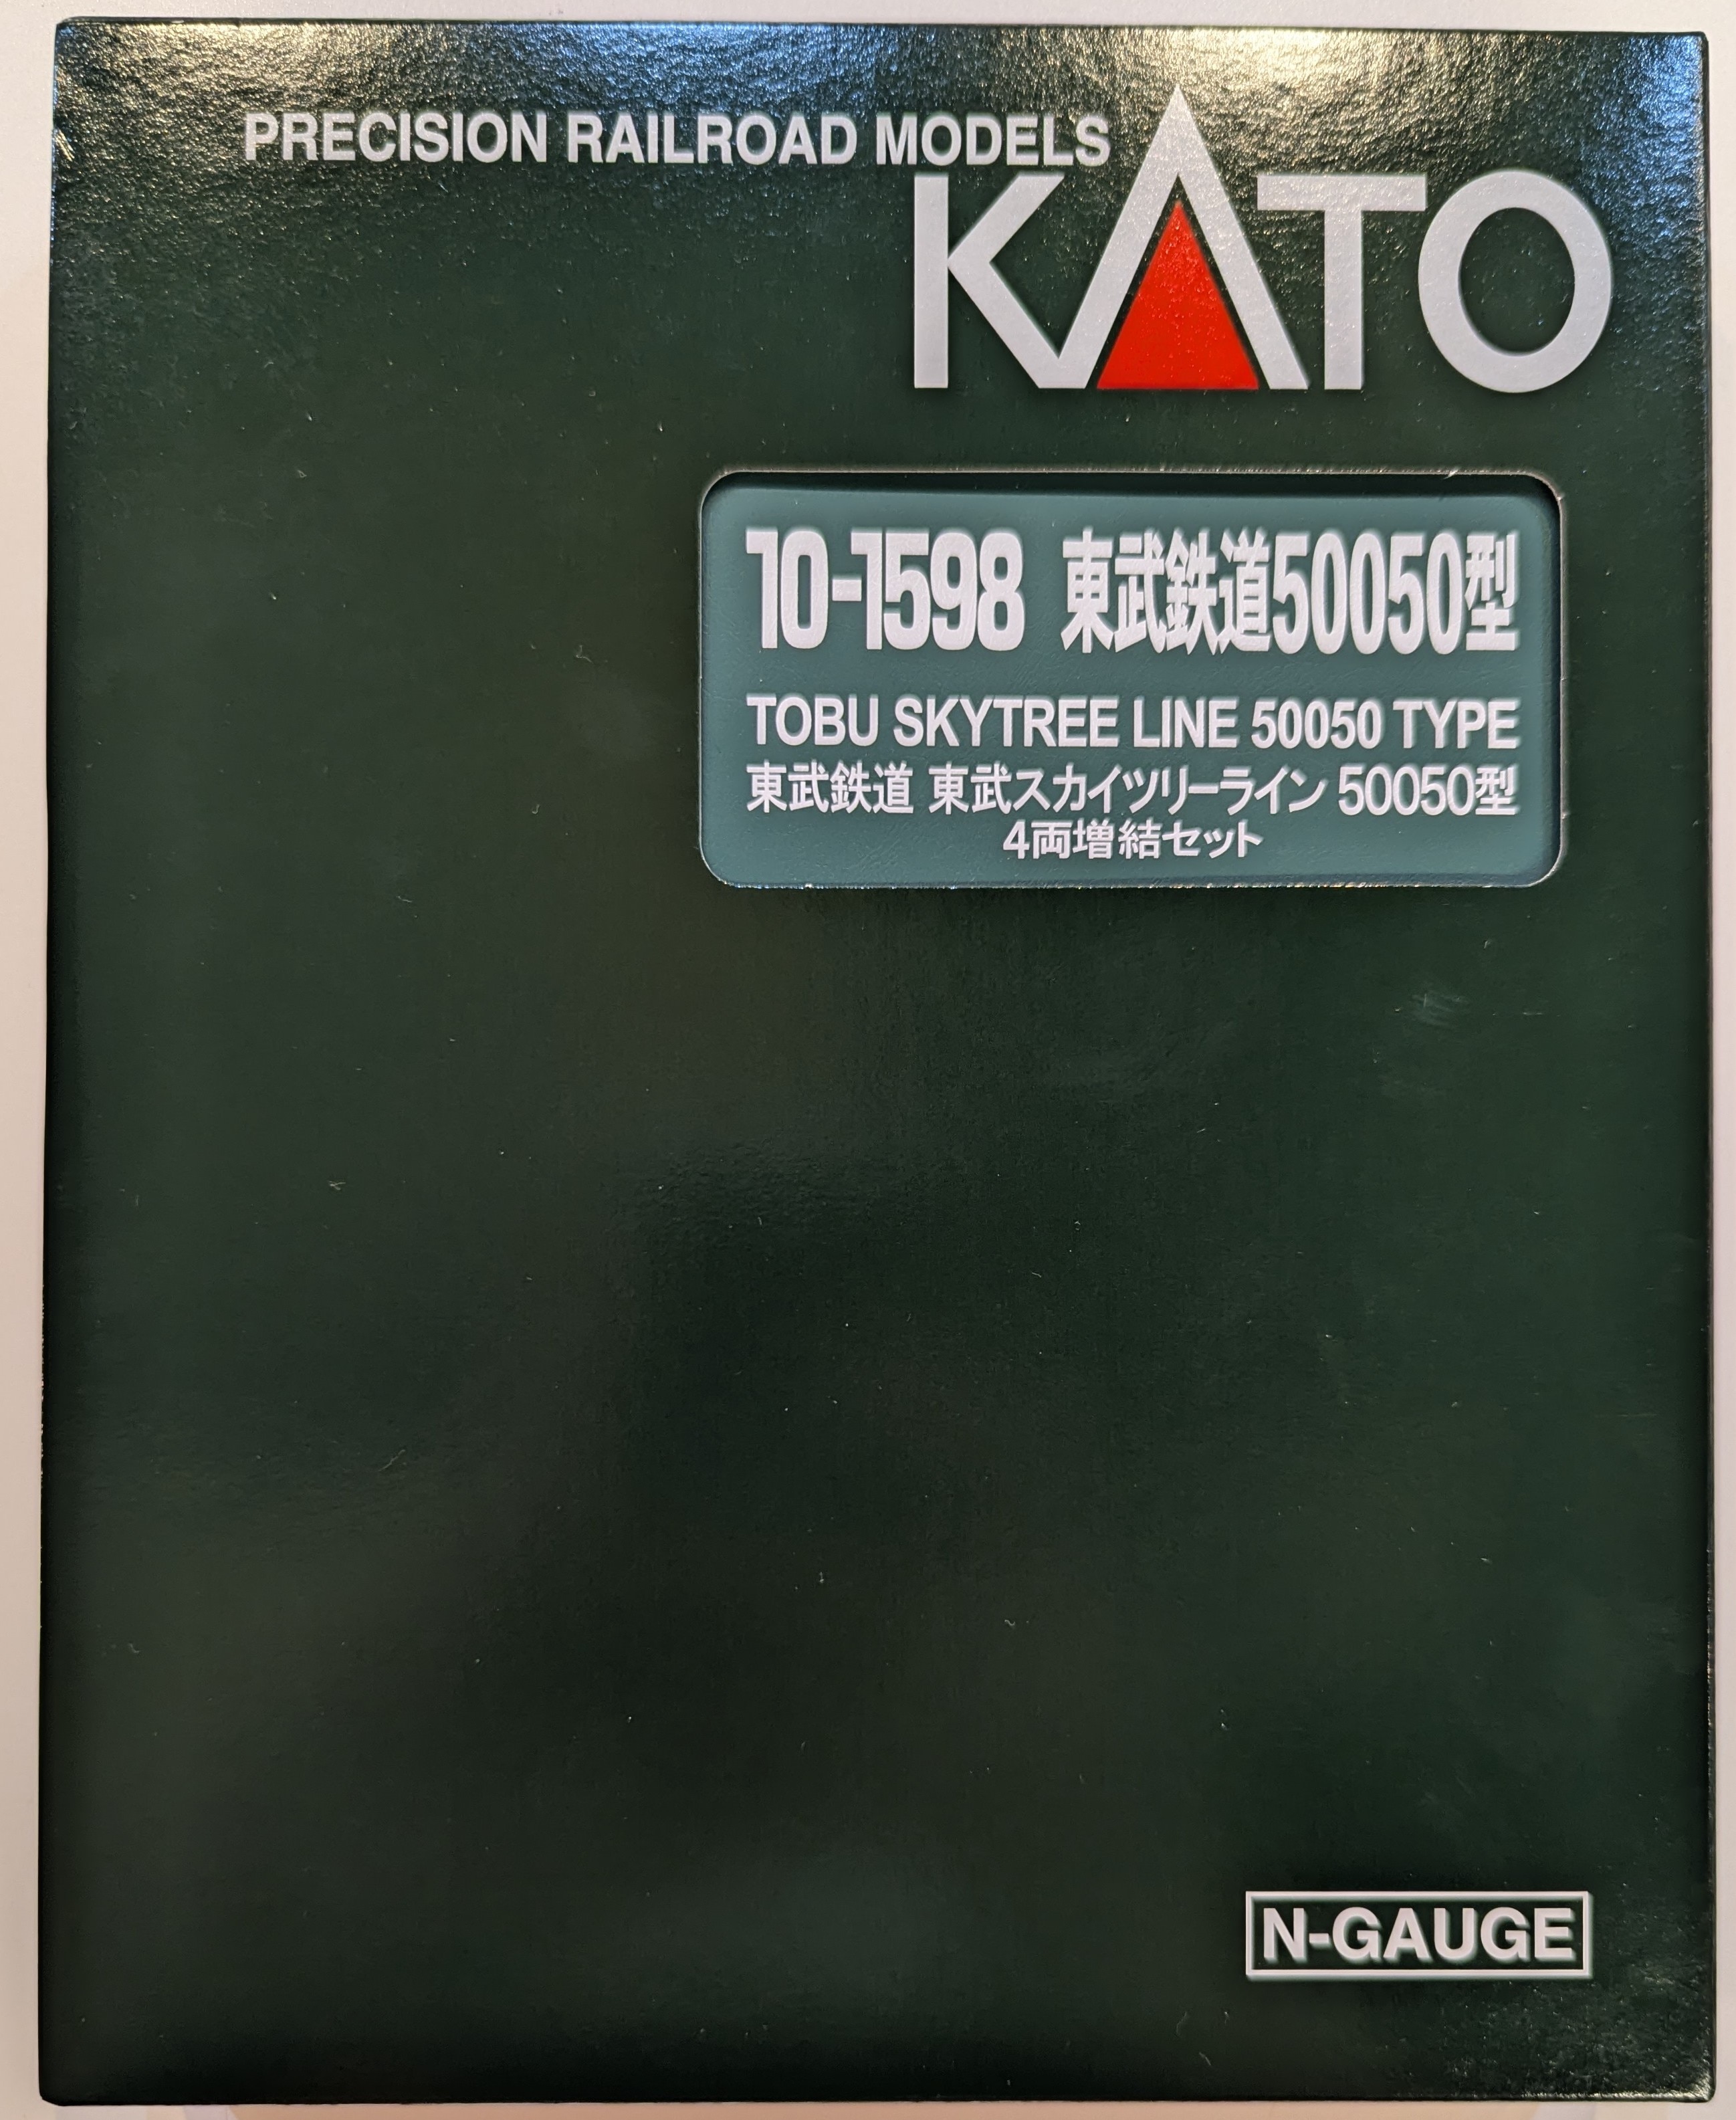 PRECISION RAILROAD MODELS
KATO
10-1598 東武鉄道50050型
TOBU SKYTREE LINE 50050 TYPE
東武鉄道 東武スカイツリーライン 50050型
4両増結セット
N-GAUGE